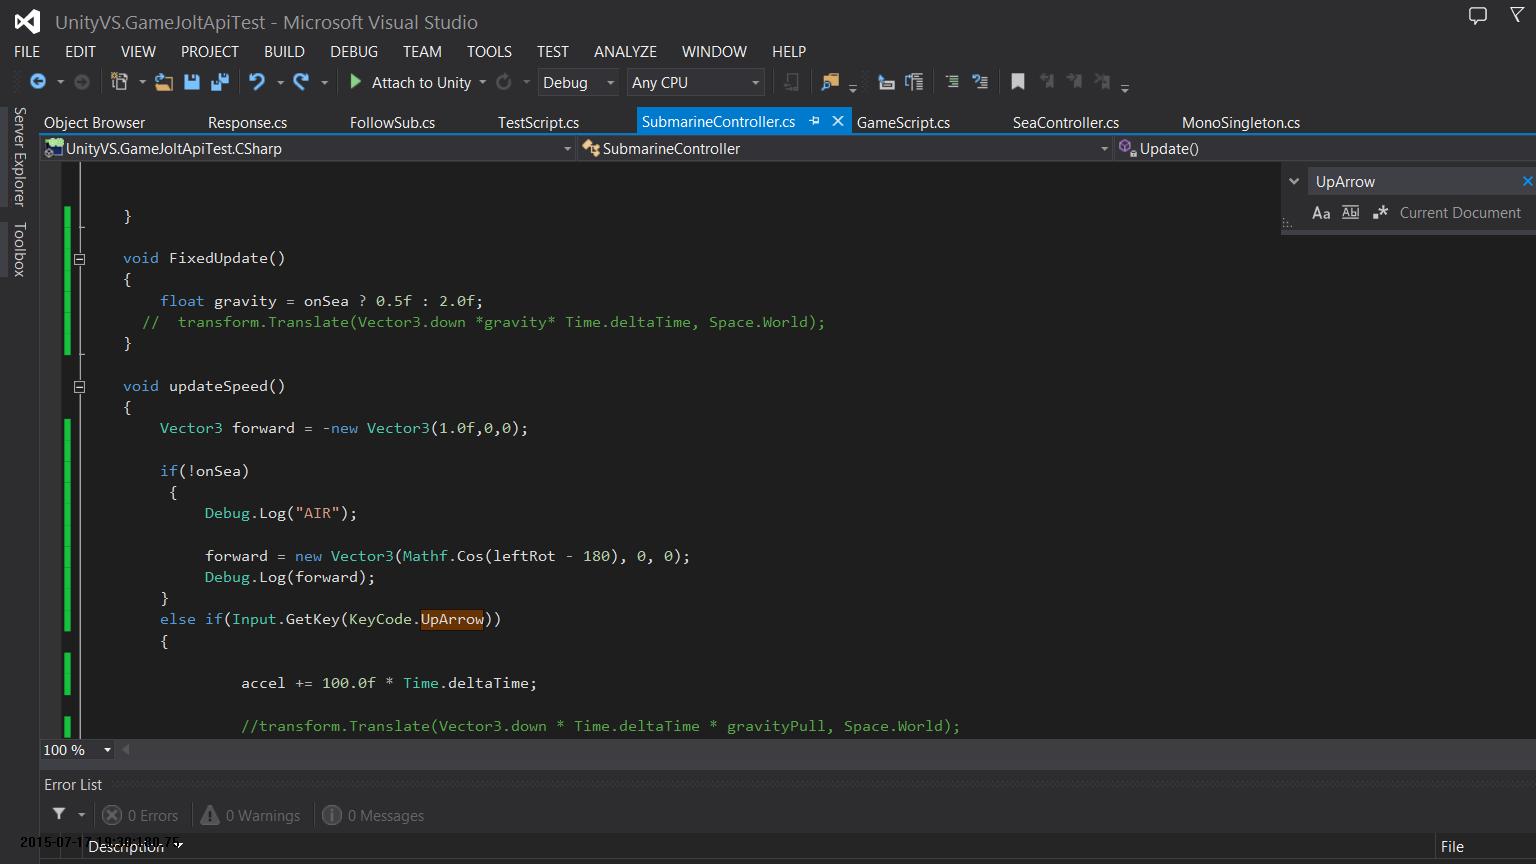 UnityVS.GameJoltApiTest - Microsoft Visual Studio
FILE EDIT VIEW PROJECT BUILD DEBUG TEAM TOOLS TEST ANALYZE WINDOW HELP
Attach to Unity Debug Any CPU
Server Explorer
Toolbox
Object Browser Response.cs FollowSub.cs TestScript.cs SubmarineController.cs GameScript.cs SeaController.cs MonoSingleton.cs
UnityVS.GameJoltApiTest.CSharp SubmarineController Update()
UpArrow
Aa Abl .* Current Document
}
void FixedUpdate()
{
float gravity = onSea ? 0.5f : 2.0f;
// transform.Translate(Vector3.down *gravity* Time.deltaTime, Space.World);
}
void updateSpeed()
{
Vector3 forward = -new Vector3(1.0f,0,0);
if(!onSea)
{
Debug.Log("AIR");
forward = new Vector3(Mathf.Cos(leftRot - 180), 0, 0);
Debug.Log(forward);
}
else if(Input.GetKey(KeyCode.UpArrow))
{
accel += 100.0f * Time.deltaTime;
//transform.Translate(Vector3.down * Time.deltaTime * gravityPull, Space.World);
100 %
Error List
0 Errors 0 Warnings 0 Messages
Description File